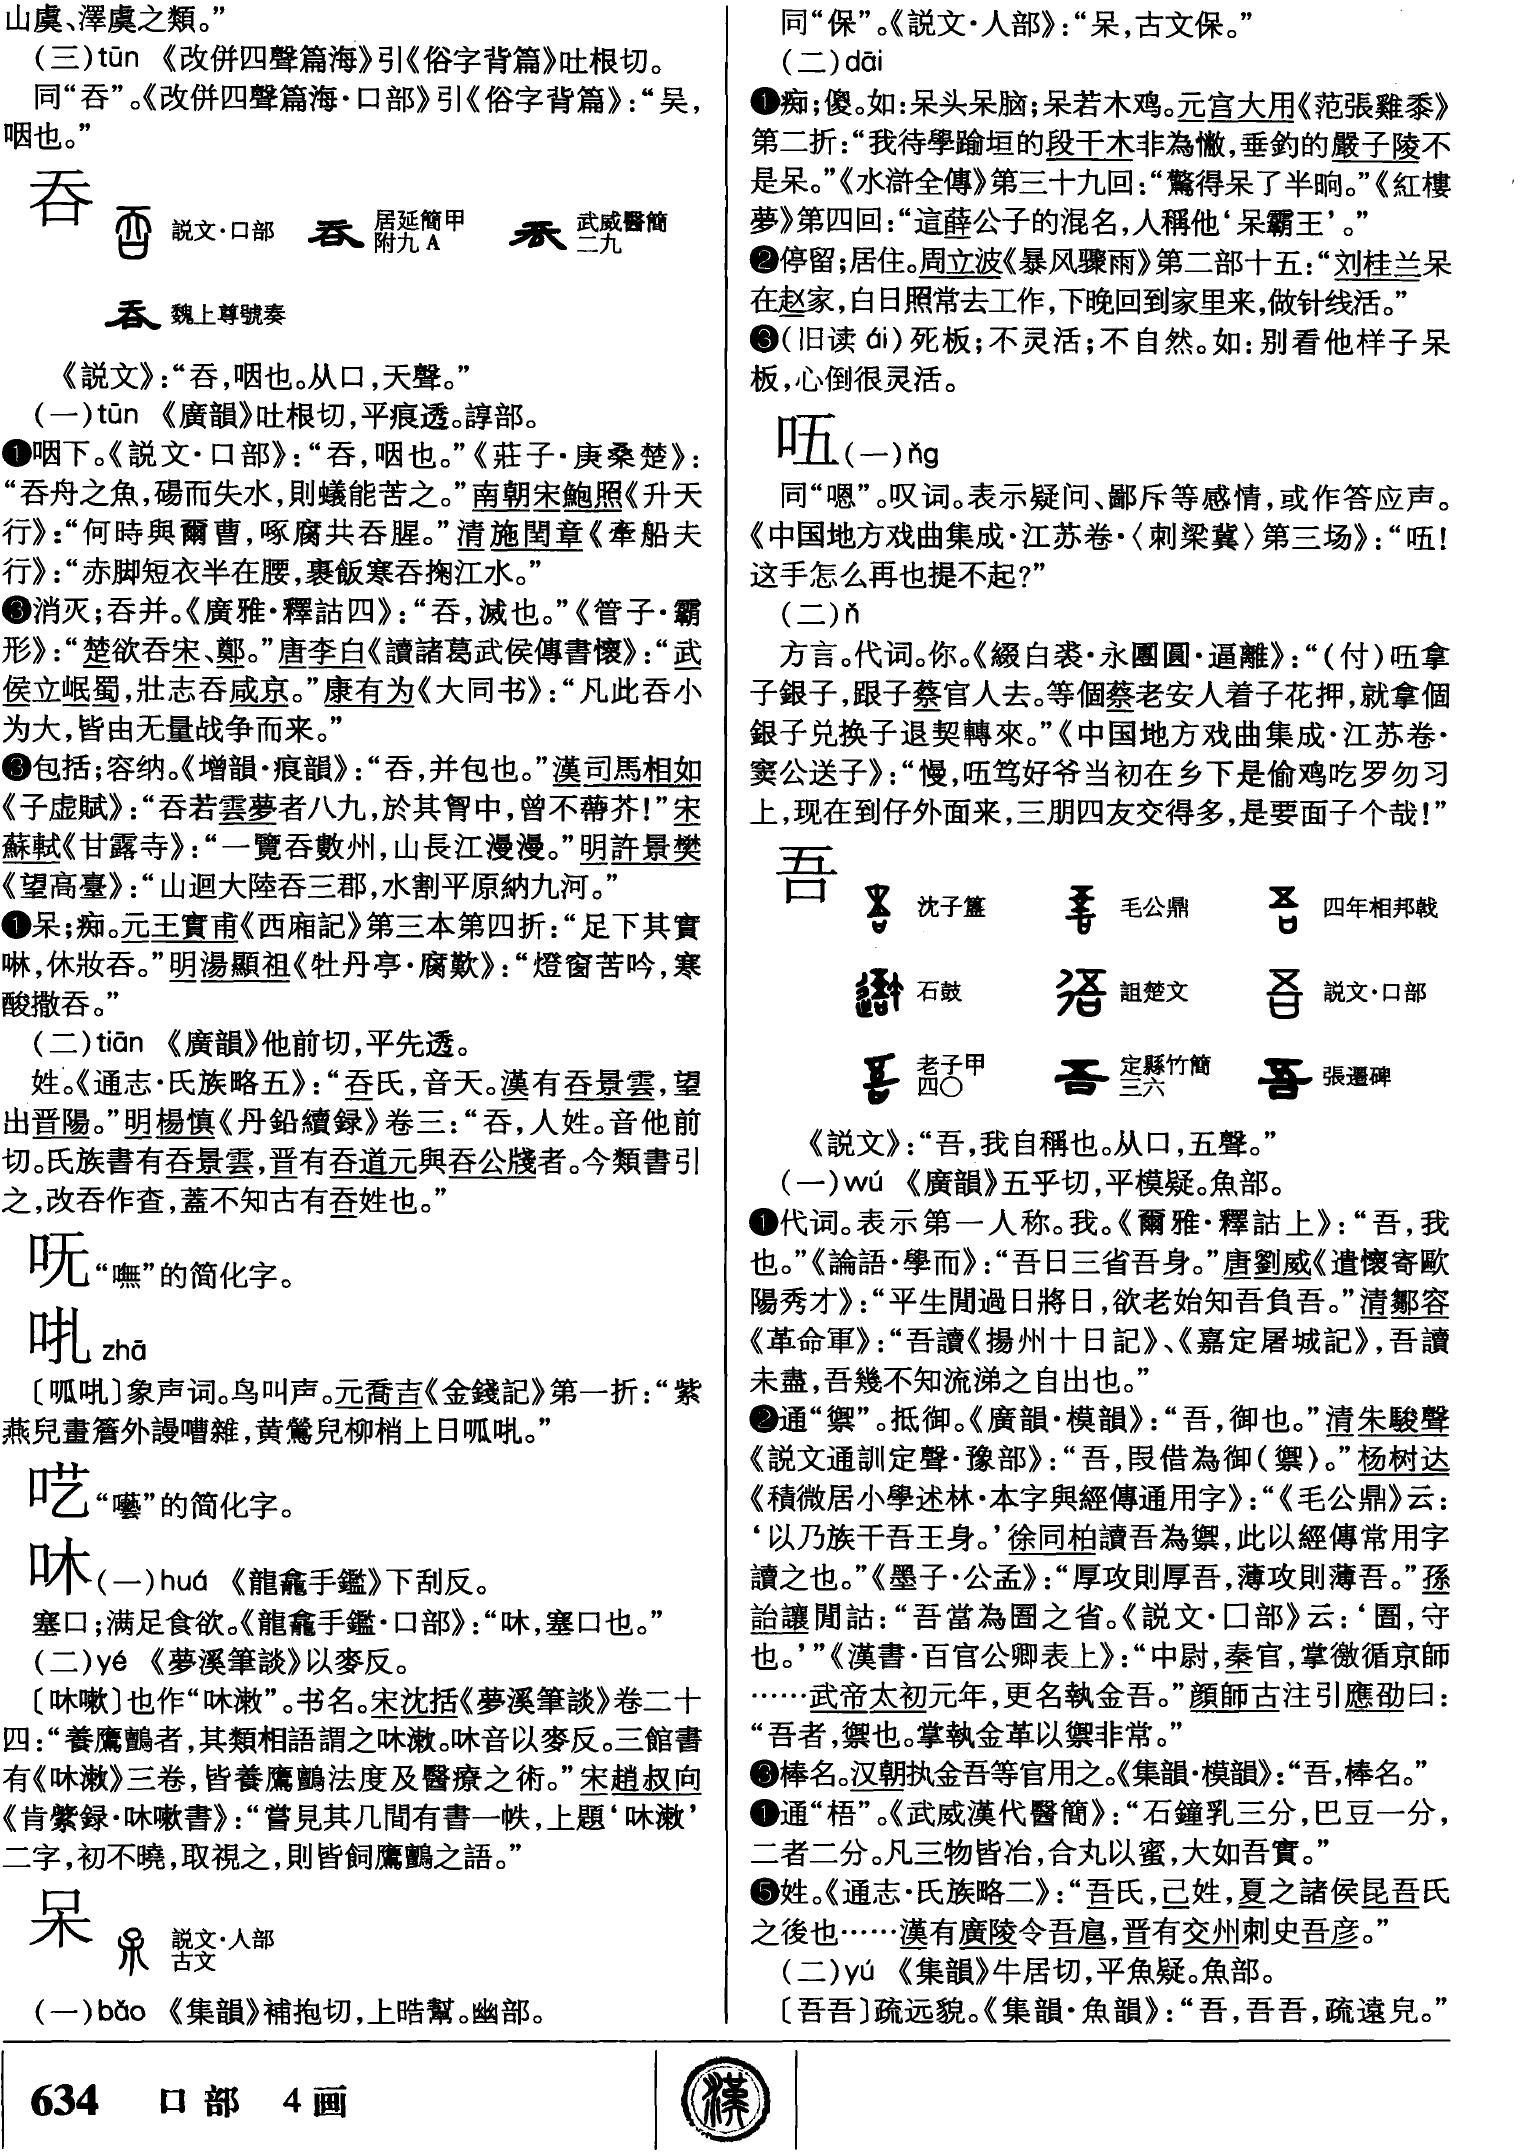 山虞、澤虞之類。”
(三)tūn 《改併四聲篇海》引《俗字背篇》吐根切。
同“吞”。《改併四聲篇海·口部》引《俗字背篇》:“吴,
咽也。”
吞 説文·口部 居延簡甲附九A 武威醫簡二九
魏上尊號奏
《説文》:“吞,咽也。从口,天聲。”
(一)tūn 《廣韻》吐根切,平痕透。諄部。
❶咽下。《説文·口部》:“吞,咽也。”《莊子·庚桑楚》:
“吞舟之魚,碭而失水,則蟻能苦之。”南朝宋鮑照《升天
行》:“何時與爾曹,啄腐共吞腥。”清施閏章《牽船夫
行》:“赤脚短衣半在腰,裹飯寒吞掬江水。”
❸消灭;吞并。《廣雅·釋詁四》:“吞,滅也。”《管子·霸
形》:“楚欲吞宋、鄭。”唐李白《讀諸葛武侯傳書懷》:“武
侯立岷蜀,壯志吞咸京。”康有为《大同书》:“凡此吞小
为大,皆由无量战争而来。”
❸包括;容纳。《增韻·痕韻》:“吞,并包也。”漢司馬相如
《子虚賦》:“吞若雲夢者八九,於其胷中,曾不蔕芥!”宋
蘇軾《甘露寺》:“一覽吞數州,山長江漫漫。”明許景樊
《望高臺》:“山迴大陸吞三郡,水割平原納九河。”
❶呆;痴。元王實甫《西廂記》第三本第四折:“足下其實
啉,休妝吞。”明湯顯祖《牡丹亭·腐歎》:“燈窗苦吟,寒
酸撒吞。”
(二)tiān 《廣韻》他前切,平先透。
姓。《通志·氏族略五》:“吞氏,音天。漢有吞景雲,望
出晋陽。”明楊慎《丹鉛續録》卷三:“吞,人姓。音他前
切。氏族書有吞景雲,晋有吞道元與吞公牋者。今類書引
之,改吞作查,蓋不知古有吞姓也。”
呒 “嘸”的简化字。
吼 zhā
〔呱吼〕象声词。鸟叫声。元喬吉《金錢記》第一折:“紫
燕兒畫簷外謾嘈雜,黄鶯兒柳梢上日呱吼。”
呓 “囈”的简化字。
呠(一)huá 《龍龕手鑑》下刮反。
塞口;满足食欲。《龍龕手鑑·口部》:“呠,塞口也。”
(二)yé 《夢溪筆談》以麥反。
〔呠嗽〕也作“呠漱”。书名。宋沈括《夢溪筆談》卷二十
四:“養鷹鸇者,其類相語謂之呠漱。呠音以麥反。三館書
有《呠漱》三卷,皆養鷹鸇法度及醫療之術。”宋趙叔向
《肯綮録·呠嗽書》:“嘗見其几間有書一帙,上題‘呠漱’
二字,初不曉,取視之,則皆飼鷹鸇之語。”
呆 説文·人部古文
(一)bǎo 《集韻》補抱切,上晧幫。幽部。
同“保”。《説文·人部》:“呆,古文保。”
(二)dāi
❶痴;傻。如:呆头呆脑;呆若木鸡。元宫大用《范張雞黍》
第二折:“我待學踰垣的段干木非為憿,垂釣的嚴子陵不
是呆。”《水滸全傳》第三十九回:“驚得呆了半晌。”《紅樓
夢》第四回:“這薛公子的混名,人稱他‘呆霸王’。”
❷停留;居住。周立波《暴风骤雨》第二部十五:“刘桂兰呆
在赵家,白日照常去工作,下晚回到家里来,做针线活。”
❸(旧读 ái)死板;不灵活;不自然。如:别看他样子呆
板,心倒很灵活。
㕶(一)ňg
同“嗯”。叹词。表示疑问、鄙斥等感情,或作答应声。
《中国地方戏曲集成·江苏卷·〈刺梁冀〉第三场》:“㕶!
这手怎么再也提不起?”
(二)ň
方言。代词。你。《綴白裘·永團圓·逼離》:“(付)㕶拿
子銀子,跟子蔡官人去。等個蔡老安人着子花押,就拿個
銀子兑换子退契轉來。”《中国地方戏曲集成·江苏卷·
窦公送子》:“慢,㕶笃好爷当初在乡下是偷鸡吃罗勿习
上,现在到仔外面来,三朋四友交得多,是要面子个哉!”
吾 沈子簋 毛公鼎 四年相邦戟
石鼓 詛楚文 説文·口部
老子甲四〇 定縣竹簡三六 張遷碑
《説文》:“吾,我自稱也。从口,五聲。”
(一)wú 《廣韻》五乎切,平模疑。魚部。
❶代词。表示第一人称。我。《爾雅·釋詁上》:“吾,我
也。”《論語·學而》:“吾日三省吾身。”唐劉威《遣懷寄歐
陽秀才》:“平生閒過日將日,欲老始知吾負吾。”清鄒容
《革命軍》:“吾讀《揚州十日記》、《嘉定屠城記》,吾讀
未盡,吾幾不知流涕之自出也。”
❷通“禦”。抵御。《廣韻·模韻》:“吾,御也。”清朱駿聲
《説文通訓定聲·豫部》:“吾,叚借為御(禦)。”杨树达
《積微居小學述林·本字與經傳通用字》:“《毛公鼎》云:
‘以乃族干吾王身。’徐同柏讀吾為禦,此以經傳常用字
讀之也。”《墨子·公孟》:“厚攻則厚吾,薄攻則薄吾。”孫
詒讓閒詁:“吾當為圄之省。《説文·囗部》云:‘圄,守
也。’”《漢書·百官公卿表上》:“中尉,秦官,掌徼循京師
……武帝太初元年,更名執金吾。”顔師古注引應劭曰:
“吾者,禦也。掌執金革以禦非常。”
❸棒名。汉朝执金吾等官用之。《集韻·模韻》:“吾,棒名。”
❶通“梧”。《武威漢代醫簡》:“石鐘乳三分,巴豆一分,
二者二分。凡三物皆冶,合丸以蜜,大如吾實。”
❺姓。《通志·氏族略二》:“吾氏,己姓,夏之諸侯昆吾氏
之後也……漢有廣陵令吾扈,晋有交州刺史吾彦。”
(二)yú 《集韻》牛居切,平魚疑。魚部。
〔吾吾〕疏远貌。《集韻·魚韻》:“吾,吾吾,疏遠皃。”
634 口部 4画
漢